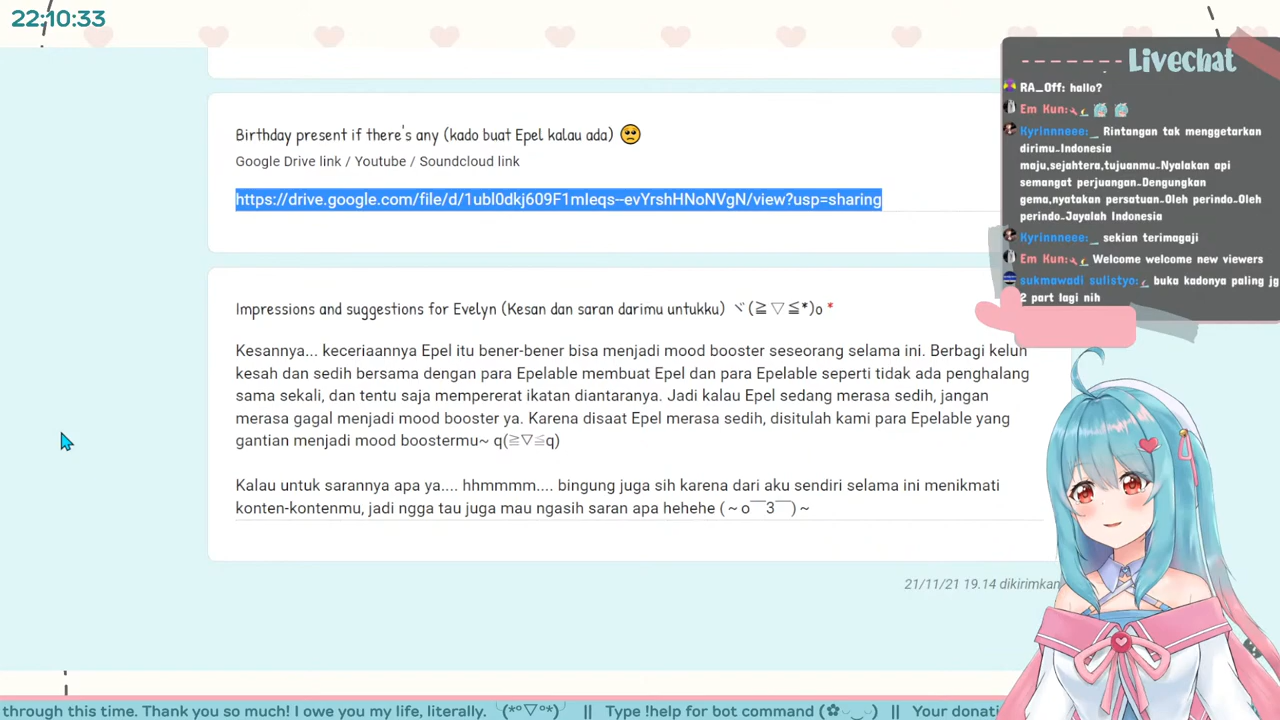 22:10:33
Birthday present if there's any (kado buat Epel kalau ada) 🥺
Google Drive link / Youtube / Soundcloud link
https://drive.google.com/file/d/1ubl0dkj609F1mleqs--evYrshHNoNVgN/view?usp=sharing
Impressions and suggestions for Evelyn (Kesan dan saran darimu untukku) ヾ(≧▽≦*)o *
Kesannya... keceriaannya Epel itu bener-bener bisa menjadi mood booster seseorang selama ini. Berbagi keluh
kesah dan sedih bersama dengan para Epelable membuat Epel dan para Epelable seperti tidak ada penghalang
sama sekali, dan tentu saja mempererat ikatan diantaranya. Jadi kalau Epel sedang merasa sedih, jangan
merasa gagal menjadi mood booster ya. Karena disaat Epel merasa sedih, disitulah kami para Epelable yang
gantian menjadi mood boostermu~ q(≧▽≦q)
Kalau untuk sarannya apa ya.... hhmmmm.... bingung juga sih karena dari aku sendiri selama ini menikmati
konten-kontenmu, jadi ngga tau juga mau ngasih saran apa hehehe (～o￣3￣)～
21/11/21 19.14 dikirimkan
Livechat
RA_Off: hallo?
Em Kun:
Kyrinnneee: Rintangan tak menggetarkan
dirimu-Indonesia
maju,sejahtera,tujuanmu-Nyalakan api
semangat perjuangan-Dengungkan
gema,nyatakan persatuan-Oleh perindo-Oleh
perindo-Jayalah Indonesia
Kyrinnneee: sekian terimagaji
Em Kun: Welcome welcome new viewers
sukmawadi sulistyo: buka kadonya paling jg
2 part lagi nih
through this time. Thank you so much! I owe you my life, literally. ╰(*°▽°*)╯ || Type !help for bot command (✿◡‿◡) || Your donati